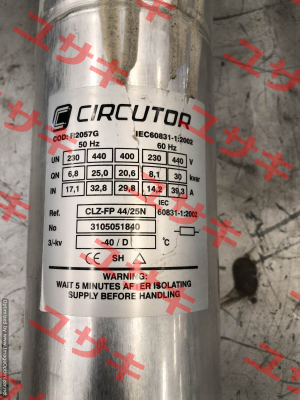 CIRCUTOR
COD: FI2057G IEC60831-1:2002
50 Hz 60 Hz
UN 230 440 400 230 440 V
QN 6,8 25,0 20,6 8,1 30 kvar
IN 17,1 32,8 29,8 14,2 39,3 A
Ref. CLZ-FP 44/25N IEC 60831-1:2002
No 3105051840
3/-kv -40 / D
CE SH
WARNING:
WAIT 5 MINUTES AFTER ISOLATING
SUPPLY BEFORE HANDLING
ユサキ
ユサキ
ユサキ
ユサキ